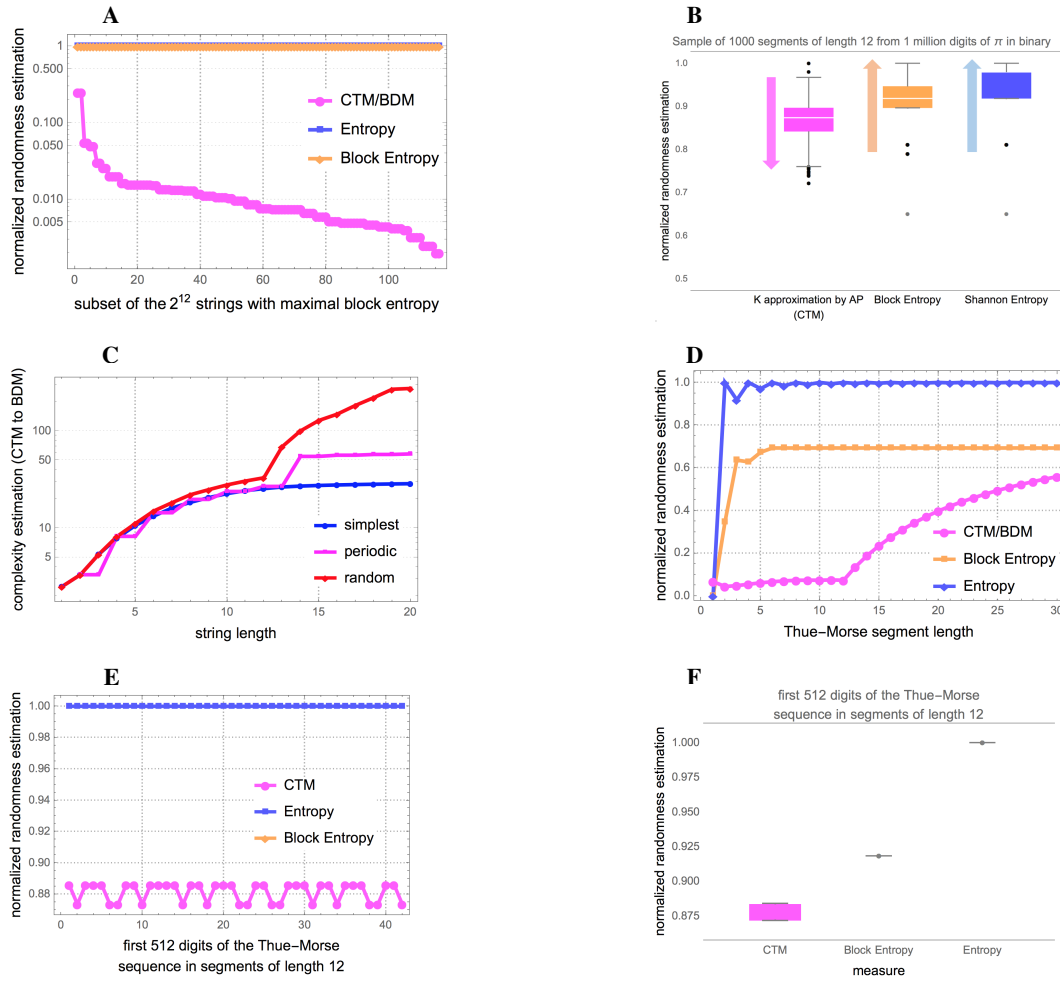 A
normalized randomness estimation
1
0.500
0.100
0.050
0.010
0.005
CTM/BDM
Entropy
Block Entropy
0 20 40 60 80 100
subset of the 2^12 strings with maximal block entropy
B
Sample of 1000 segments of length 12 from 1 million digits of π in binary
normalized randomness estimation
1.0
0.9
0.8
0.7
0.6
0.5
K approximation by AP Block Entropy Shannon Entropy
(CTM)
C
complexity estimation (CTM to BDM)
100
50
10
5
simplest
periodic
random
5 10 15 20
string length
D
normalized randomness estimation
1.0
0.8
0.6
0.4
0.2
0.0
CTM/BDM
Block Entropy
Entropy
0 5 10 15 20 25 30
Thue-Morse segment length
E
normalized randomness estimation
1.00
0.98
0.96
0.94
0.92
0.90
0.88
CTM
Entropy
Block Entropy
0 10 20 30 40
first 512 digits of the Thue-Morse
sequence in segments of length 12
F
first 512 digits of the Thue-Morse
sequence in segments of length 12
normalized randomness estimation
1.000
0.975
0.950
0.925
0.900
0.875
CTM Block Entropy Entropy
measure